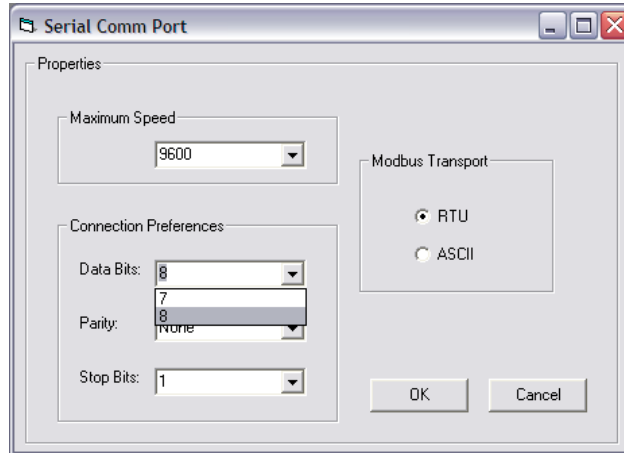 Serial Comm Port
Properties
Maximum Speed
9600
Modbus Transport
RTU
ASCII
Connection Preferences
Data Bits: 8
7
8
Parity: None
Stop Bits: 1
OK Cancel